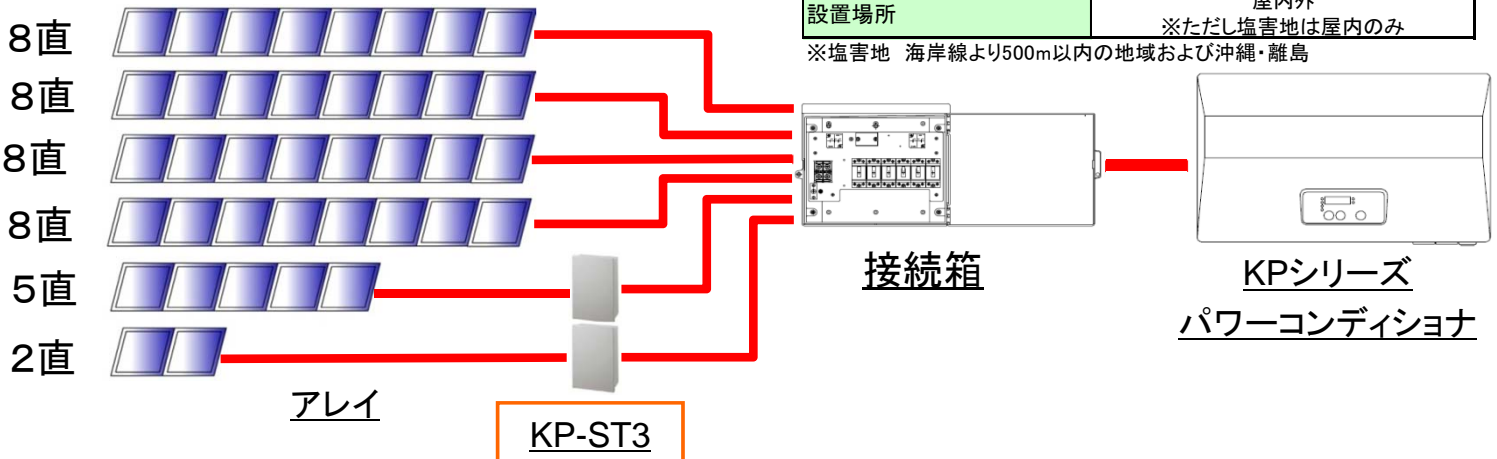 屋内外
設置場所
※ただし塩害地は屋内のみ
※塩害地 海岸線より500m以内の地域および沖縄・離島
8直
8直
8直
8直
5直
2直
アレイ
KP-ST3
接続箱
KPシリーズ
パワーコンディショナ